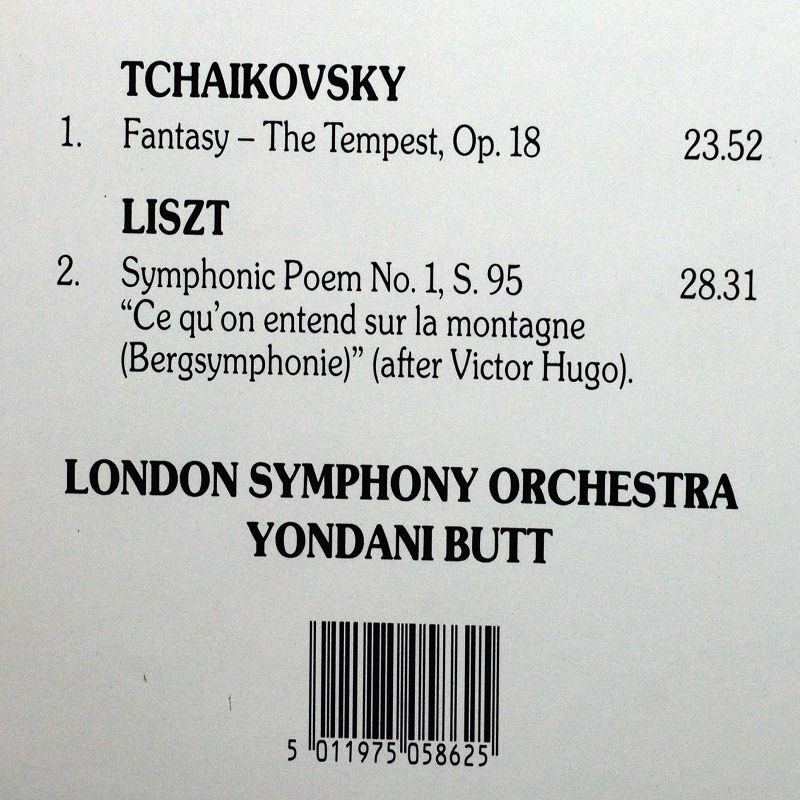 TCHAIKOVSKY
1. Fantasy – The Tempest, Op. 18 23.52
LISZT
2. Symphonic Poem No. 1, S. 95 28.31
“Ce qu’on entend sur la montagne
(Bergsymphonie)” (after Victor Hugo).
LONDON SYMPHONY ORCHESTRA
YONDANI BUTT
5 011975 058625